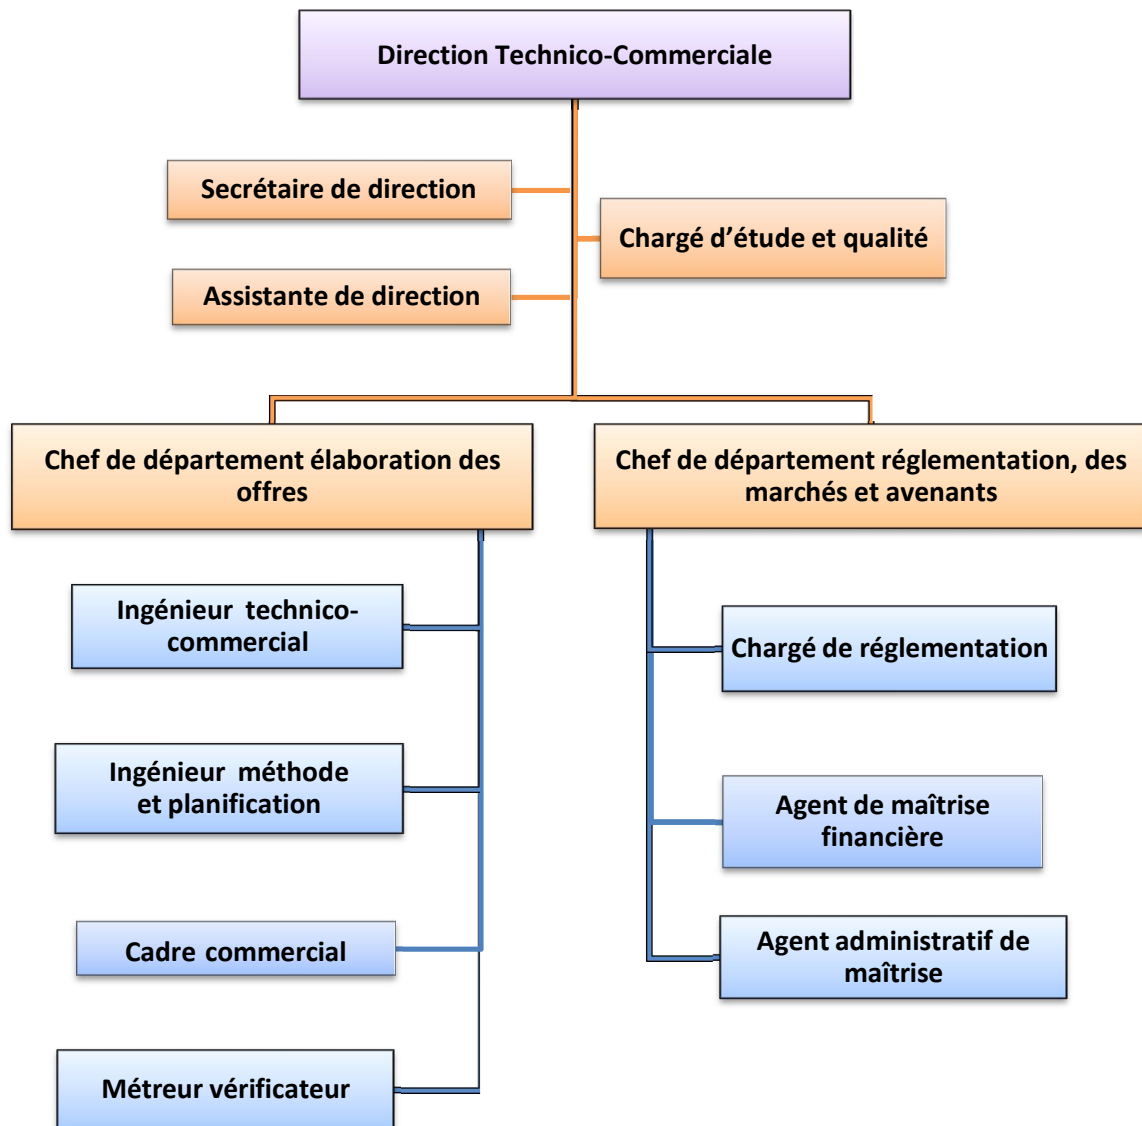 Direction Technico-Commerciale
Secrétaire de direction
Chargé d’étude et qualité
Assistante de direction
Chef de département élaboration des
offres
Chef de département réglementation, des
marchés et avenants
Ingénieur technico-
commercial
Chargé de réglementation
Ingénieur méthode
et planification
Agent de maîtrise
financière
Cadre commercial
Agent administratif de
maîtrise
Métreur vérificateur